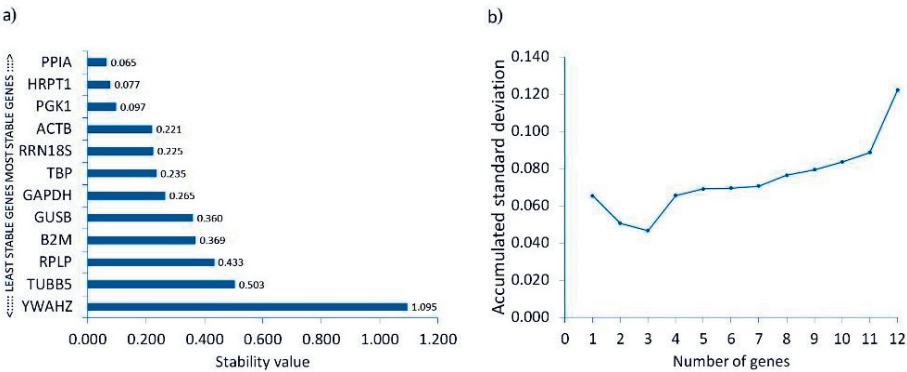 a)
<:::: LEAST STABLE GENES MOST STABLE GENES ::::>
PPIA 0.065
HRPT1 0.077
PGK1 0.097
ACTB 0.221
RRN18S 0.225
TBP 0.235
GAPDH 0.265
GUSB 0.360
B2M 0.369
RPLP 0.433
TUBB5 0.503
YWAHZ 1.095
0.000 0.200 0.400 0.600 0.800 1.000 1.200
Stability value
b)
Accumulated standard deviation
0.140
0.120
0.100
0.080
0.060
0.040
0.020
0.000
0 1 2 3 4 5 6 7 8 9 10 11 12
Number of genes